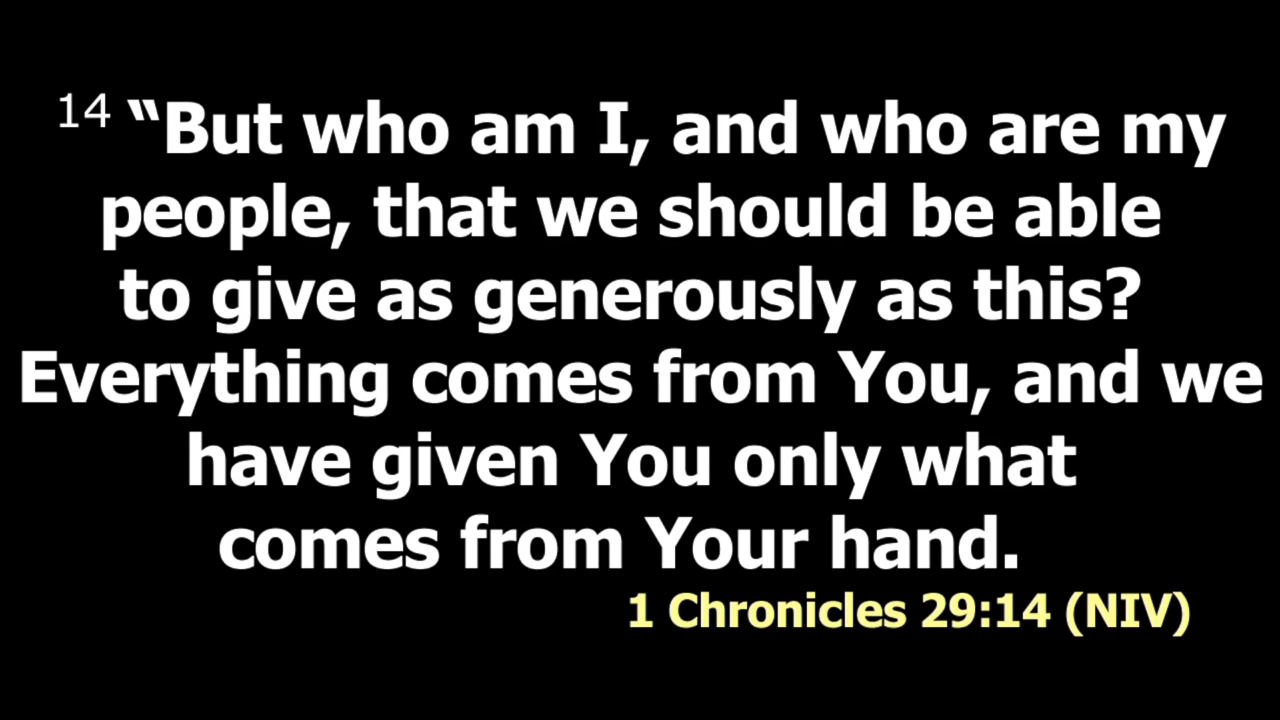 14 “But who am I, and who are my
people, that we should be able
to give as generously as this?
Everything comes from You, and we
have given You only what
comes from Your hand.
1 Chronicles 29:14 (NIV)